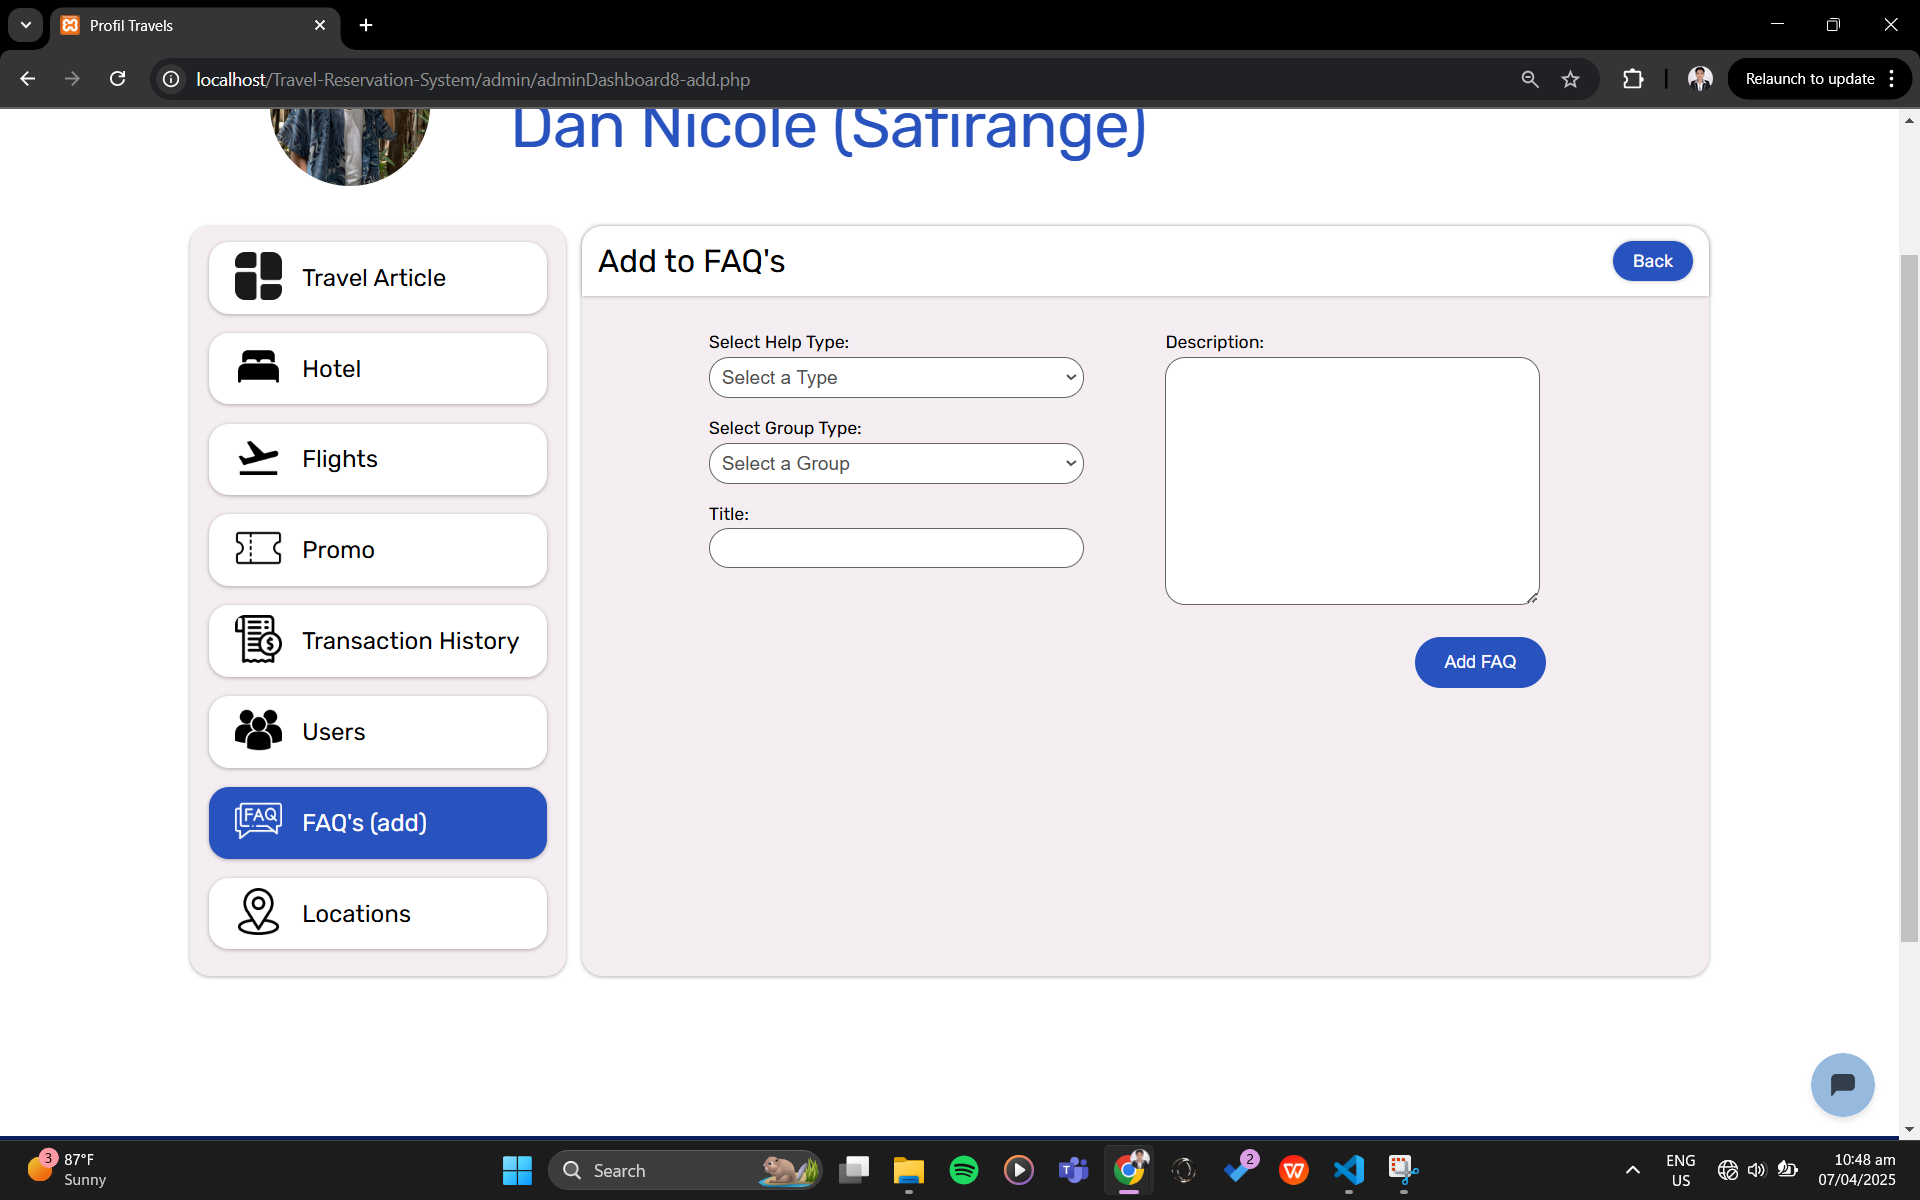 Profil Travels
localhost/Travel-Reservation-System/admin/adminDashboard8-add.php
Relaunch to update
Dan Nicole (Safirange)
Travel Article
Hotel
Flights
Promo
Transaction History
Users
FAQ
FAQ's (add)
Locations
Add to FAQ's
Back
Select Help Type:
Select a Type
Select Group Type:
Select a Group
Title:
Description:
Add FAQ
3
87°F
Sunny
Search
2
ENG
US
10:48 am
07/04/2025